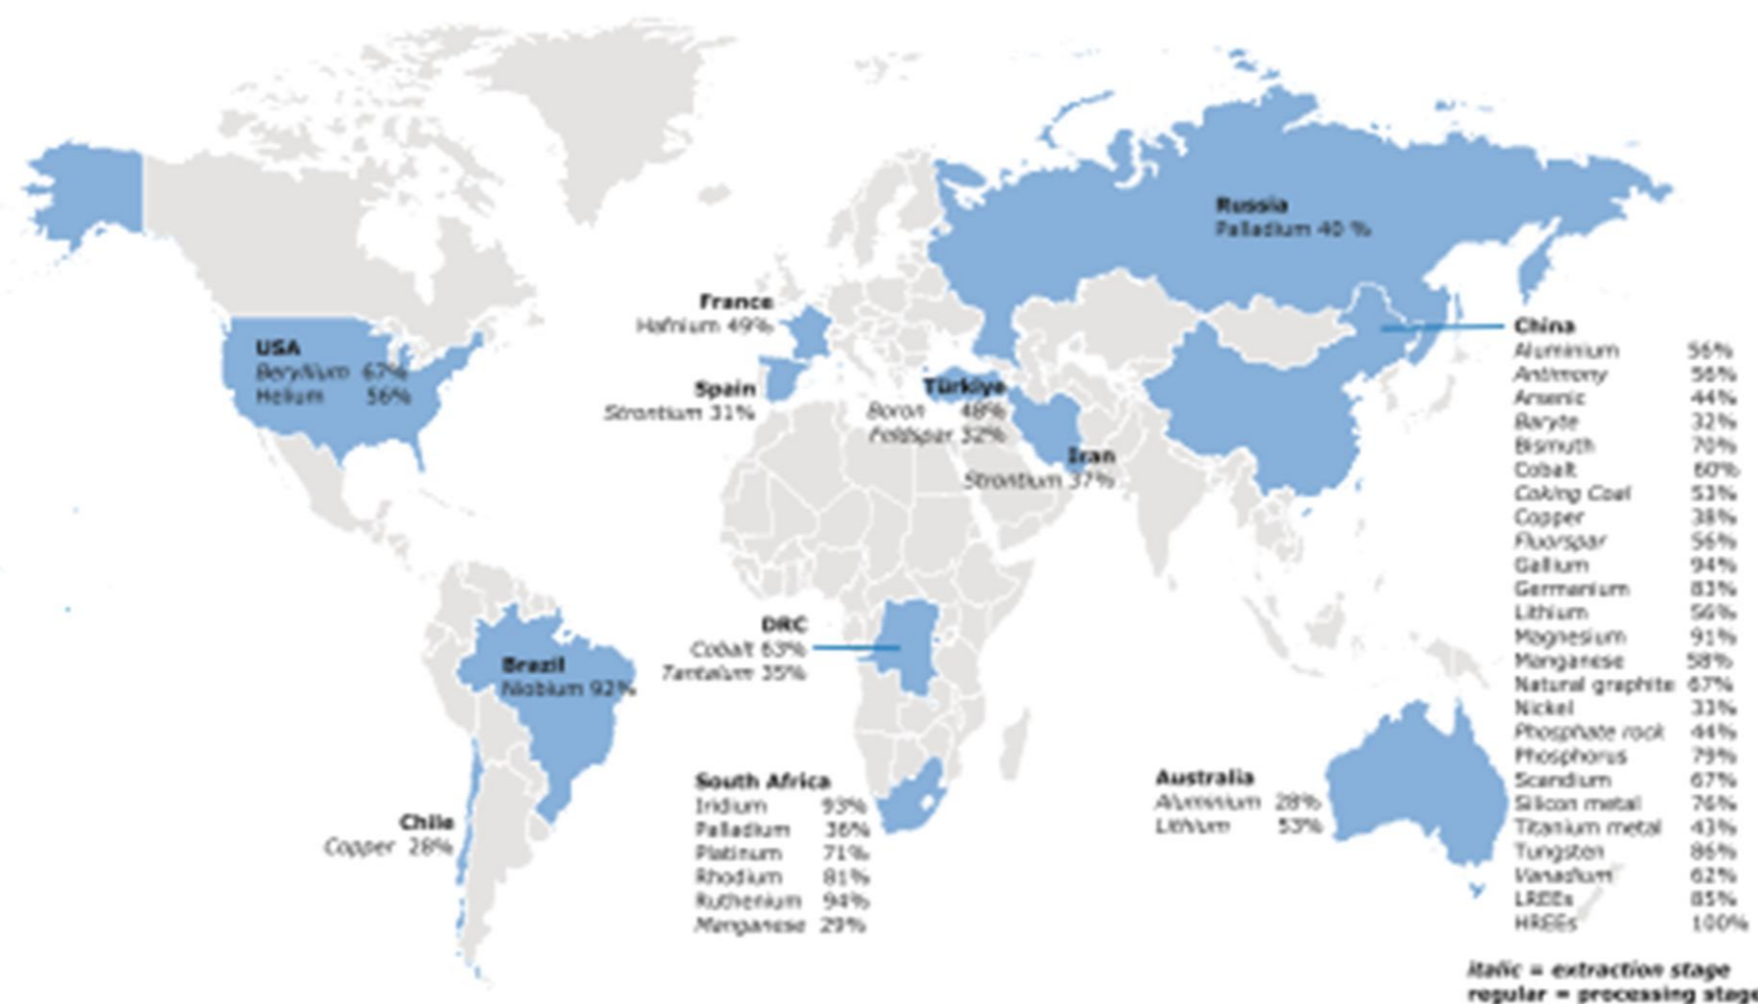 Russia
Palladium 40 %
France
Hafnium 49%
USA
Beryllium 67%
Helium 56%
Spain
Strontium 31%
Türkiye
Boron 48%
Feldspar 32%
Iran
Strontium 37%
China
Aluminium 56%
Antimony 56%
Arsenic 44%
Baryte 32%
Bismuth 70%
Cobalt 60%
Coking Coal 53%
Copper 38%
Fluorspar 56%
Gallium 94%
Germanium 83%
Lithium 56%
Magnesium 91%
Manganese 58%
Natural graphite 67%
Nickel 33%
Phosphate rock 44%
Phosphorus 79%
Scandium 67%
Silicon metal 76%
Titanium metal 43%
Tungsten 86%
Vanadium 62%
LREEs 85%
HREEs 100%
DRC
Cobalt 63%
Tantalum 35%
Brazil
Niobium 92%
South Africa
Iridium 93%
Palladium 36%
Platinum 71%
Rhodium 81%
Ruthenium 94%
Manganese 29%
Australia
Aluminium 28%
Lithium 53%
Chile
Copper 28%
italic = extraction stage
regular = processing stage